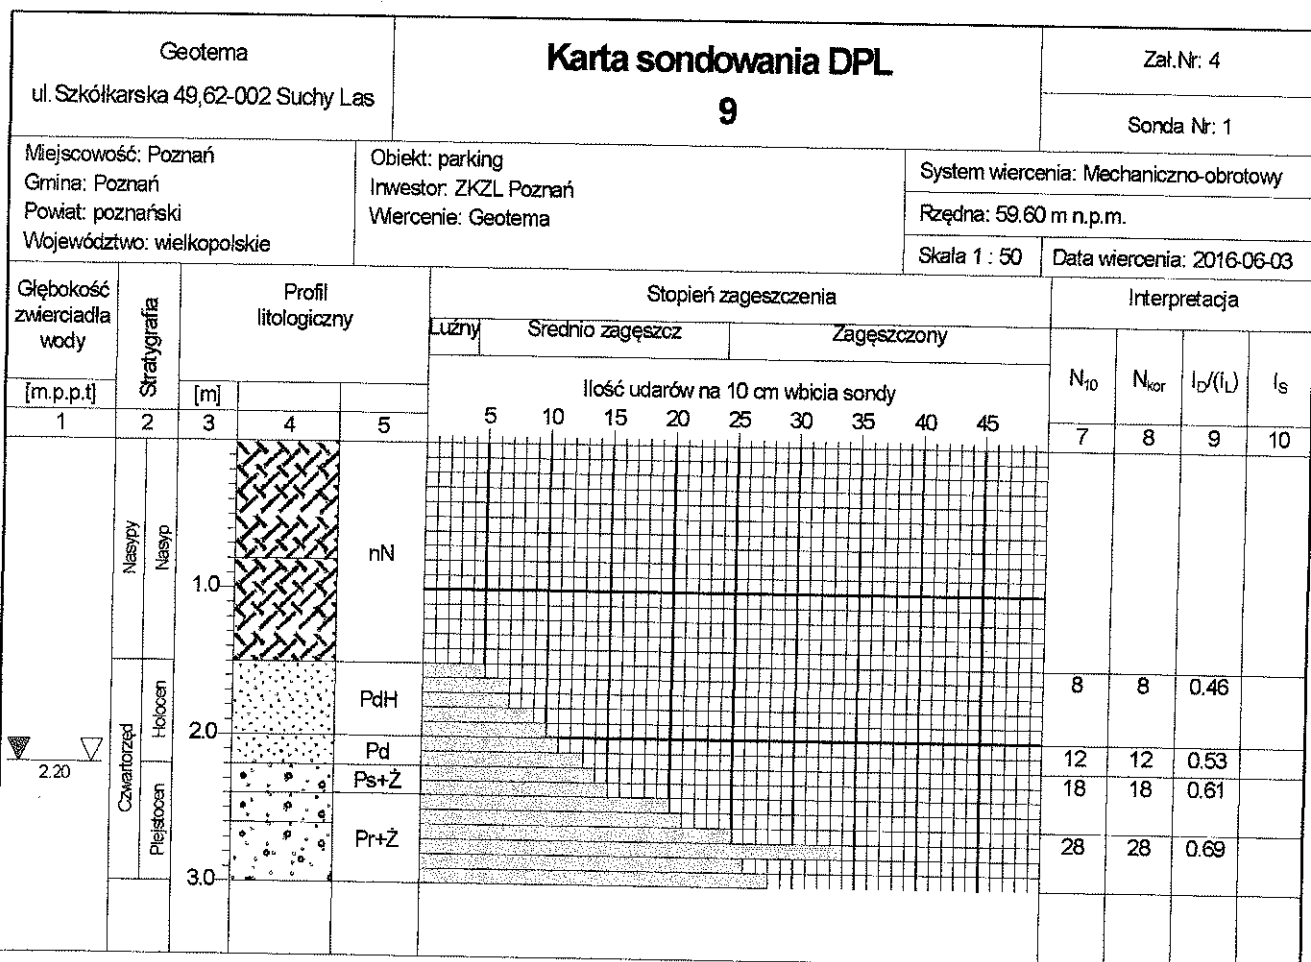 Geotema
ul. Szkółkarska 49,62-002 Suchy Las
Karta sondowania DPL
9
Zał.Nr: 4
Sonda Nr: 1
Miejscowość: Poznań
Gmina: Poznań
Powiat: poznański
Województwo: wielkopolskie
Obiekt: parking
Inwestor: ZKZL Poznań
Wiercenie: Geotema
System wiercenia: Mechaniczno-obrotowy
Rzędna: 59.60 m n.p.m.
Skala 1 : 50
Data wiercenia: 2016-06-03
Głębokość
zwierciadła
wody
[m.p.p.t]
Stratygrafia
Profil
litologiczny
[m]
Stopień zagęszczenia
Luźny
Średnio zagęszcz
Zagęszczony
Ilość udarów na 10 cm wbicia sondy
5 10 15 20 25 30 35 40 45
Interpretacja
N10
Nkor
ID/(IL)
IS
1 2 3 4 5 7 8 9 10
Nasypy
Nasyp
1.0
nN
Czwartorzęd
Holocen
PdH
8 8 0.46
2.0
Pd
12 12 0.53
2.20
Ps+Ż
18 18 0.61
Plejstocen
Pr+Ż
28 28 0.69
3.0